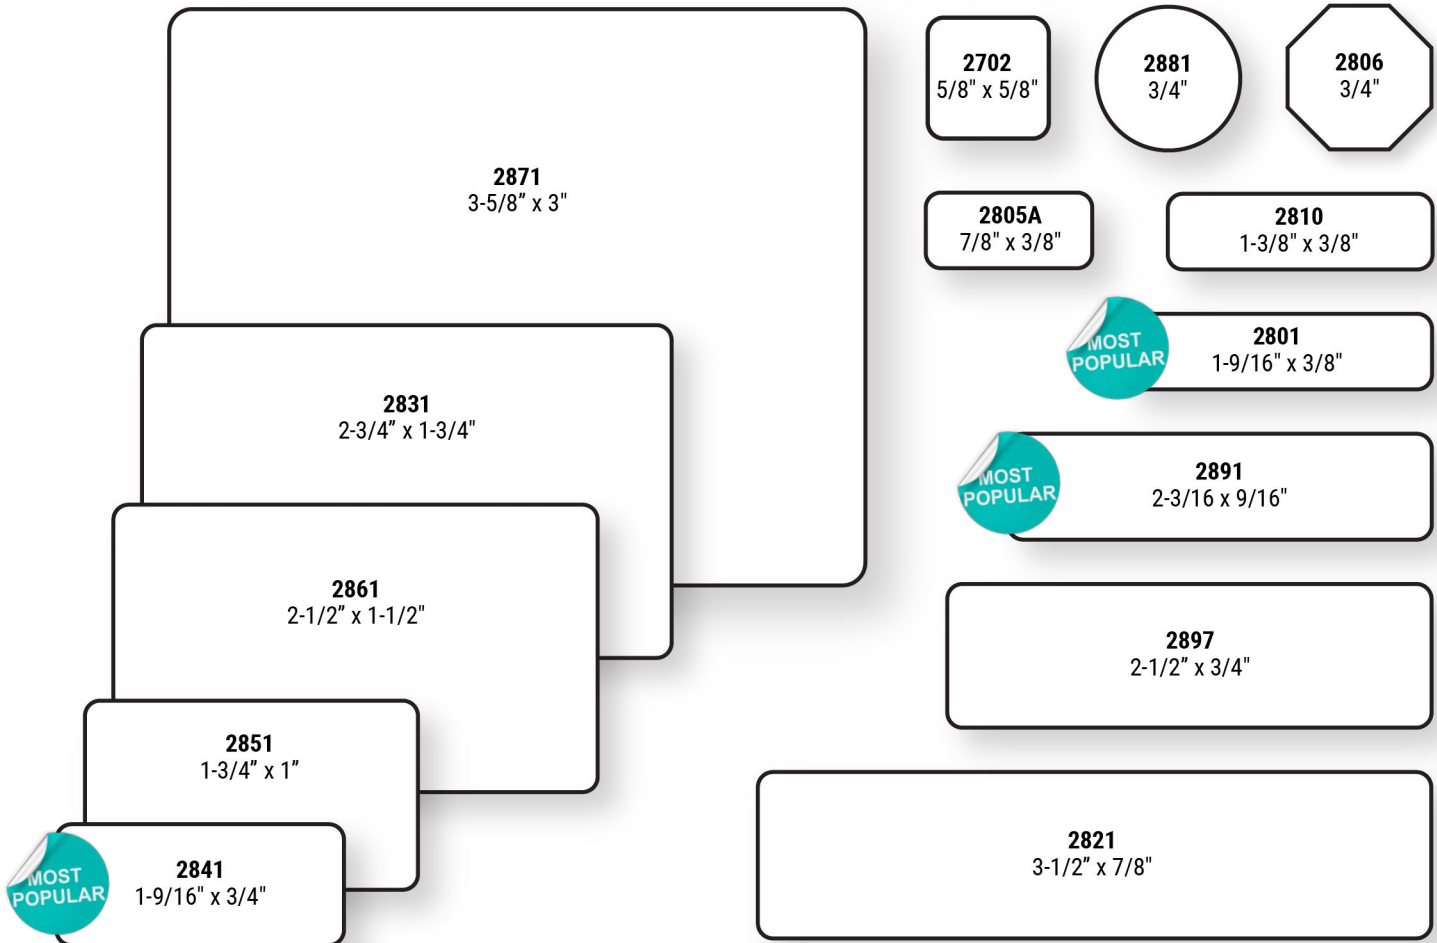 2871
3-5/8” x 3"
2831
2-3/4” x 1-3/4"
2861
2-1/2” x 1-1/2"
2851
1-3/4” x 1”
MOST
POPULAR
2841
1-9/16" x 3/4"
2702
5/8" x 5/8"
2881
3/4"
2806
3/4"
2805A
7/8" x 3/8"
2810
1-3/8" x 3/8"
MOST
POPULAR
2801
1-9/16" x 3/8"
MOST
POPULAR
2891
2-3/16 x 9/16"
2897
2-1/2” x 3/4"
2821
3-1/2” x 7/8"